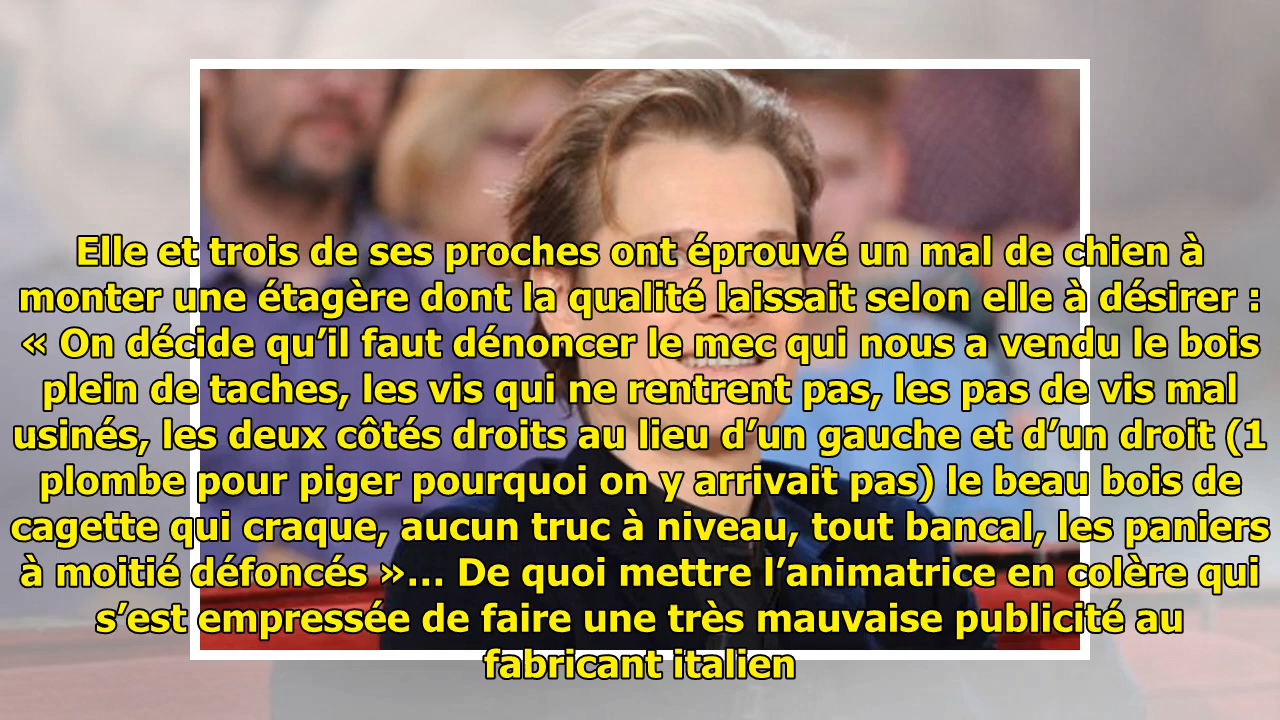 Elle et trois de ses proches ont éprouvé un mal de chien à
monter une étagère dont la qualité laissait selon elle à désirer :
« On décide qu’il faut dénoncer le mec qui nous a vendu le bois
plein de taches, les vis qui ne rentrent pas, les pas de vis mal
usinés, les deux côtés droits au lieu d’un gauche et d’un droit (1
plombe pour piger pourquoi on y arrivait pas) le beau bois de
cagette qui craque, aucun truc à niveau, tout bancal, les paniers
à moitié défoncés »... De quoi mettre l’animatrice en colère qui
s’est empressée de faire une très mauvaise publicité au
fabricant italien